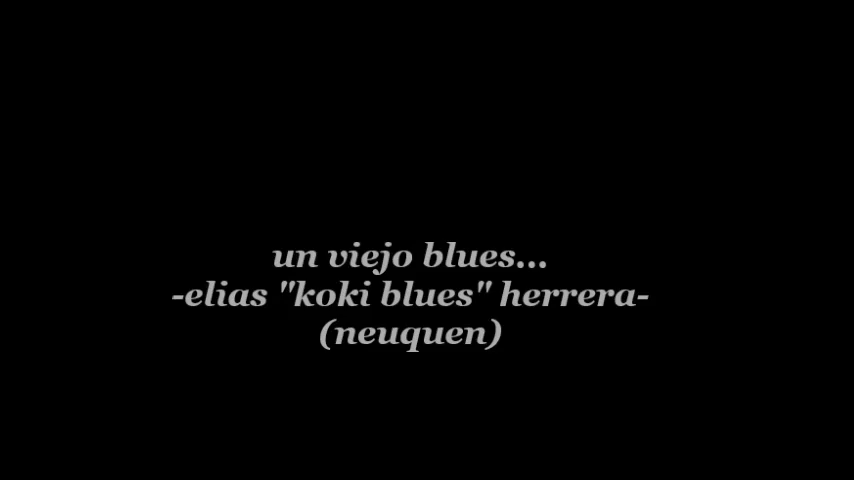 un viejo blues...
-elias "koki blues" herrera-
(neuquen)